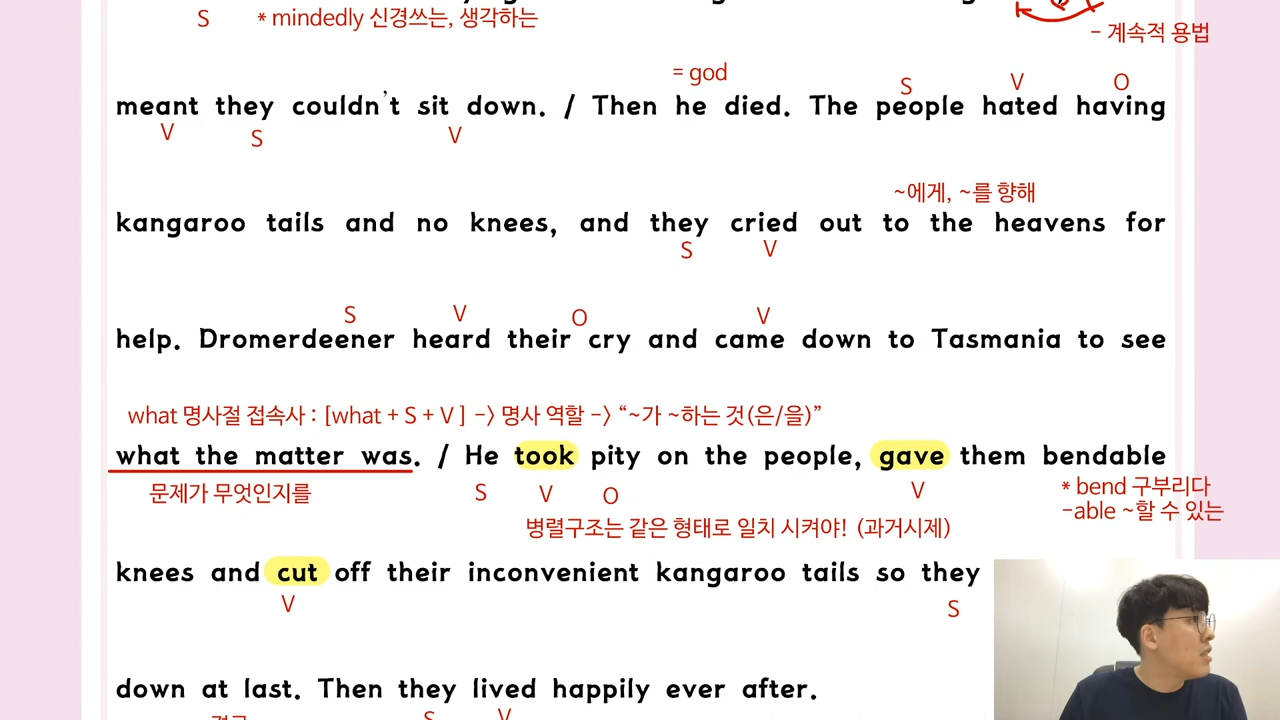 S * mindedly 신경쓰는, 생각하는
- 계속적 용법
= god S V O
meant they couldn't sit down. / Then he died. The people hated having
V S V
~에게, ~를 향해
kangaroo tails and no knees, and they cried out to the heavens for
S V
S V O V
help. Dromerdeener heard their cry and came down to Tasmania to see
what 명사절 접속사 : [what + S + V ] -> 명사 역할 -> “~가 ~하는 것(은/을)”
what the matter was. / He took pity on the people, gave them bendable
문제가 무엇인지를 S V O V * bend 구부리다
-able ~할 수 있는
병렬구조는 같은 형태로 일치 시켜야! (과거시제)
knees and cut off their inconvenient kangaroo tails so they
V S
down at last. Then they lived happily ever after.
S V